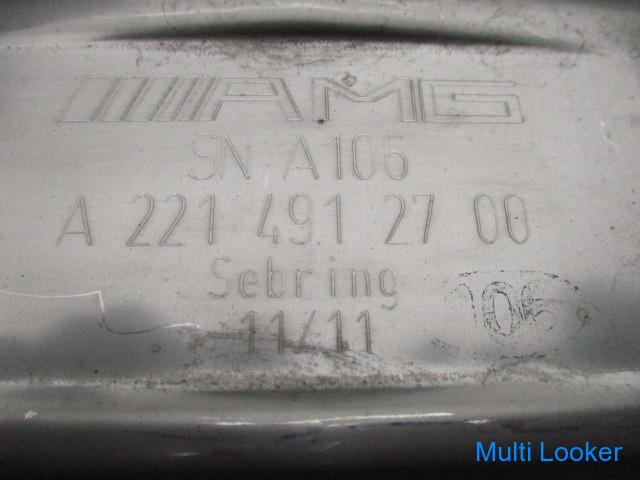 AMG
SN A106
A 221 491 27 00
Sebring
11/11
106
Multi Looker